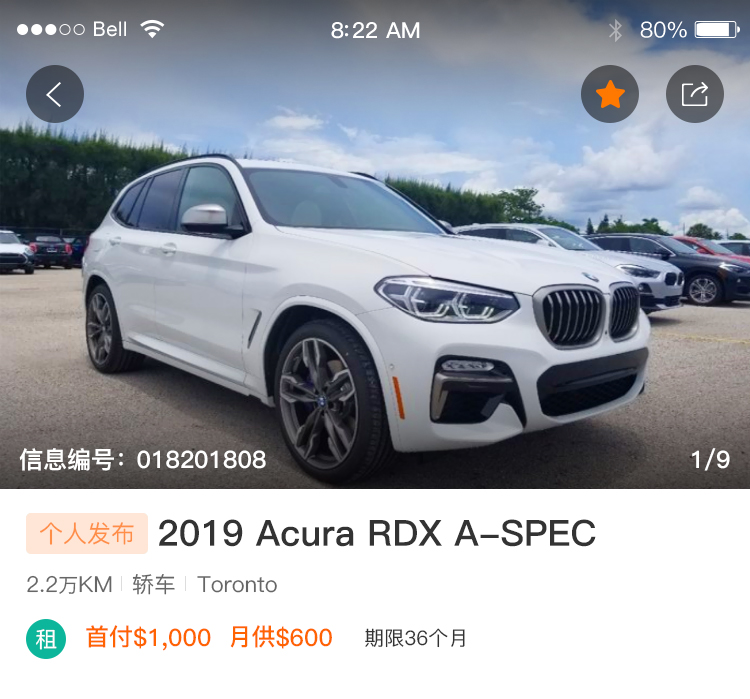 Bell 8:22 AM 80%
信息编号：018201808 1/9
个人发布 2019 Acura RDX A-SPEC
2.2万KM 轿车 Toronto
租 首付$1,000 月供$600 期限36个月